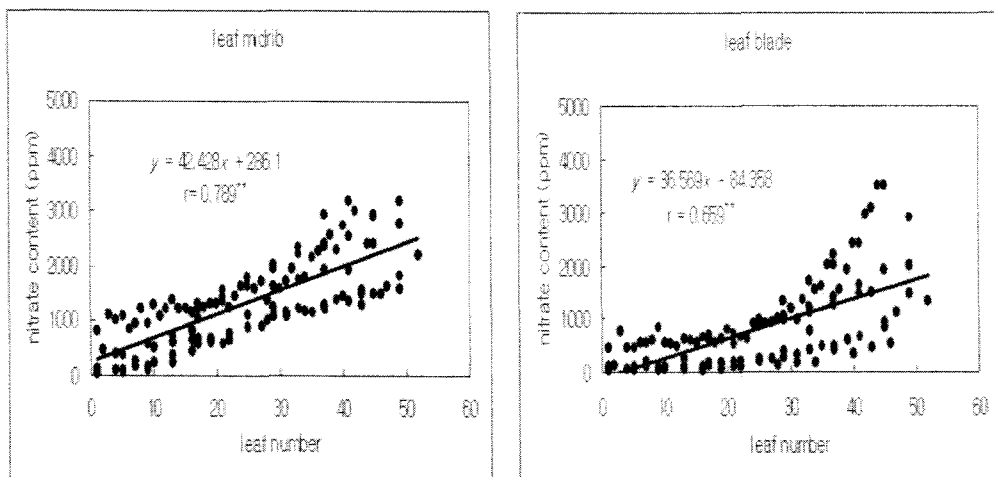 leaf midrib
5000
4000
3000
2000
1000
0
nitrate content (ppm)
y = 42.428x + 286.1
r = 0.789**
0 10 20 30 40 50 60
leaf number
leaf blade
5000
4000
3000
2000
1000
0
nitrate content (ppm)
y = 36.569x - 84.358
r = 0.659**
0 10 20 30 40 50 60
leaf number